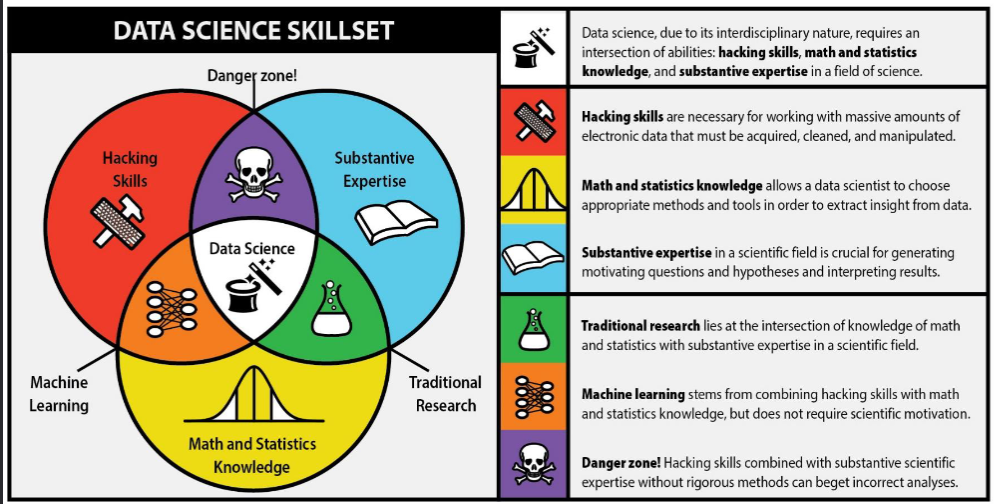 DATA SCIENCE SKILLSET
Danger zone!
Hacking
Skills
Substantive
Expertise
Data Science
Machine
Learning
Traditional
Research
Math and Statistics
Knowledge
Data science, due to its interdisciplinary nature, requires an
intersection of abilities: hacking skills, math and statistics
knowledge, and substantive expertise in a field of science.
Hacking skills are necessary for working with massive amounts of
electronic data that must be acquired, cleaned, and manipulated.
Math and statistics knowledge allows a data scientist to choose
appropriate methods and tools in order to extract insight from data.
Substantive expertise in a scientific field is crucial for generating
motivating questions and hypotheses and interpreting results.
Traditional research lies at the intersection of knowledge of math
and statistics with substantive expertise in a scientific field.
Machine learning stems from combining hacking skills with math
and statistics knowledge, but does not require scientific motivation.
Danger zone! Hacking skills combined with substantive scientific
expertise without rigorous methods can beget incorrect analyses.